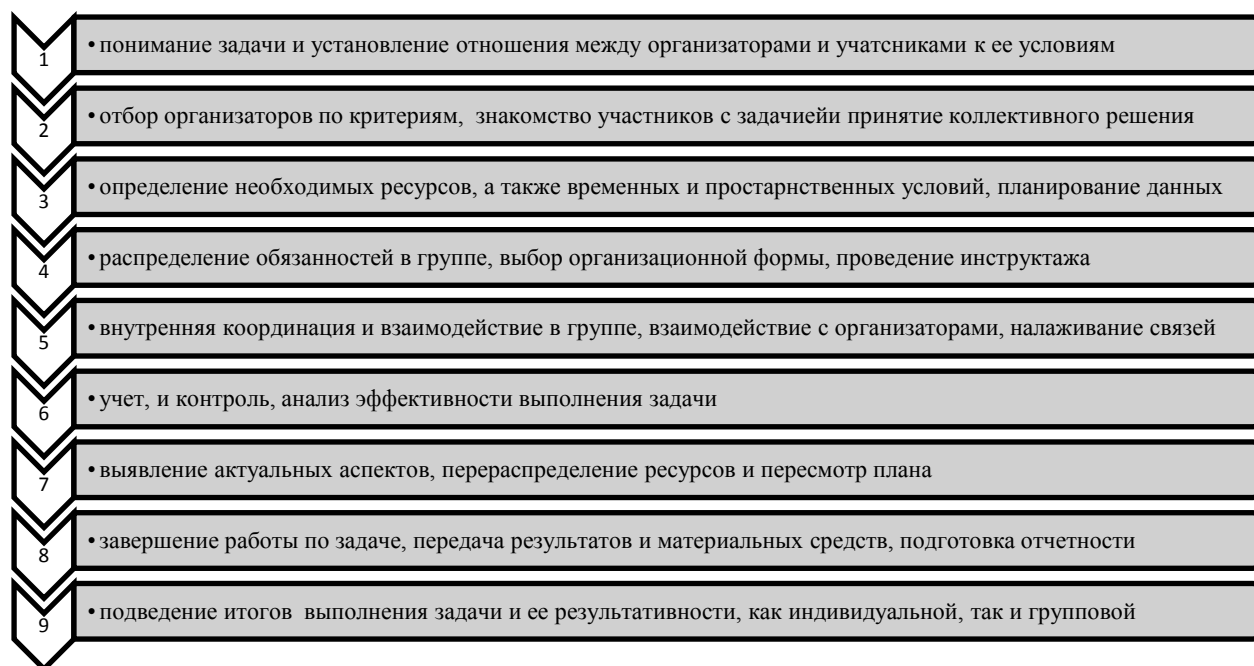 1
• понимание задачи и установление отношения между организаторами и учатсниками к ее условиям
2
• отбор организаторов по критериям, знакомство участников с задачиейи принятие коллективного решения
3
• определение необходимых ресурсов, а также временных и простарнственных условий, планирование данных
4
• распределение обязанностей в группе, выбор организационной формы, проведение инструктажа
5
• внутренняя координация и взаимодействие в группе, взаимодействие с организаторами, налаживание связей
6
• учет, и контроль, анализ эффективности выполнения задачи
7
• выявление актуальных аспектов, перераспределение ресурсов и пересмотр плана
8
• завершение работы по задаче, передача результатов и материальных средств, подготовка отчетности
9
• подведение итогов выполнения задачи и ее результативности, как индивидуальной, так и групповой